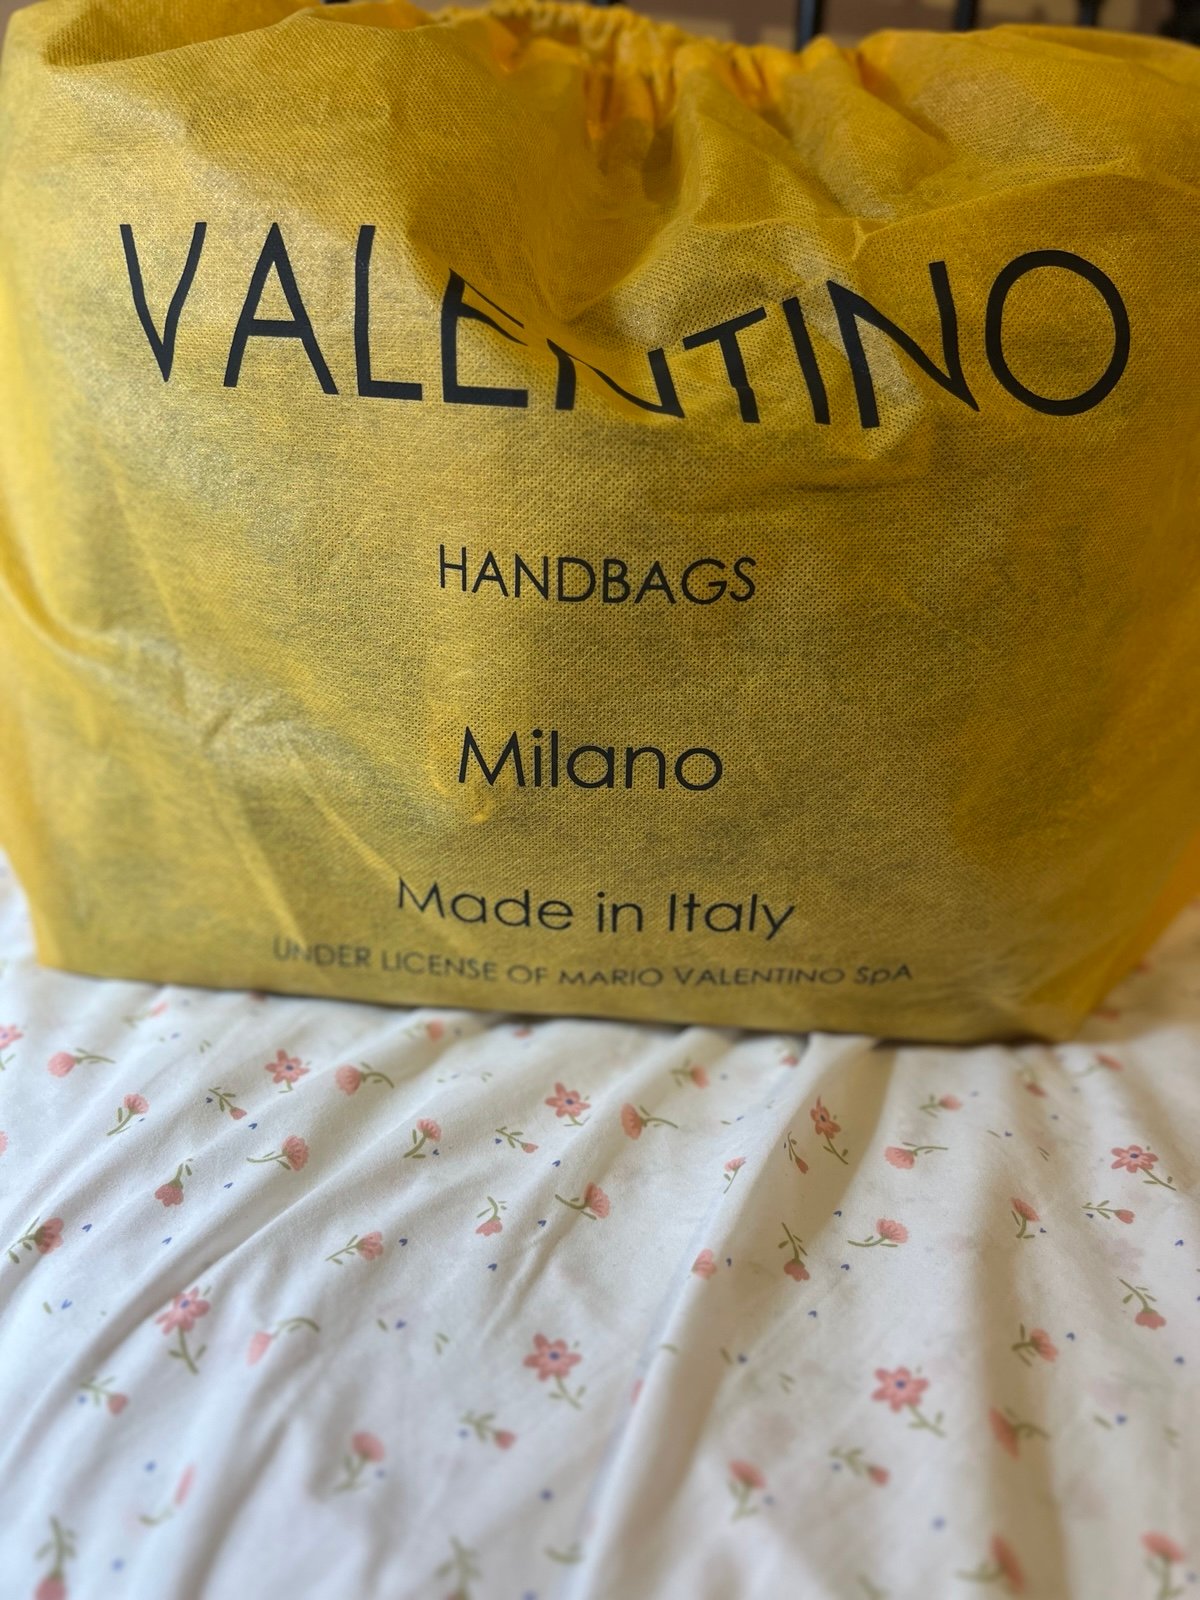 VALENTINO
HANDBAGS
Milano
Made in Italy
UNDER LICENSE OF MARIO VALENTINO SpA